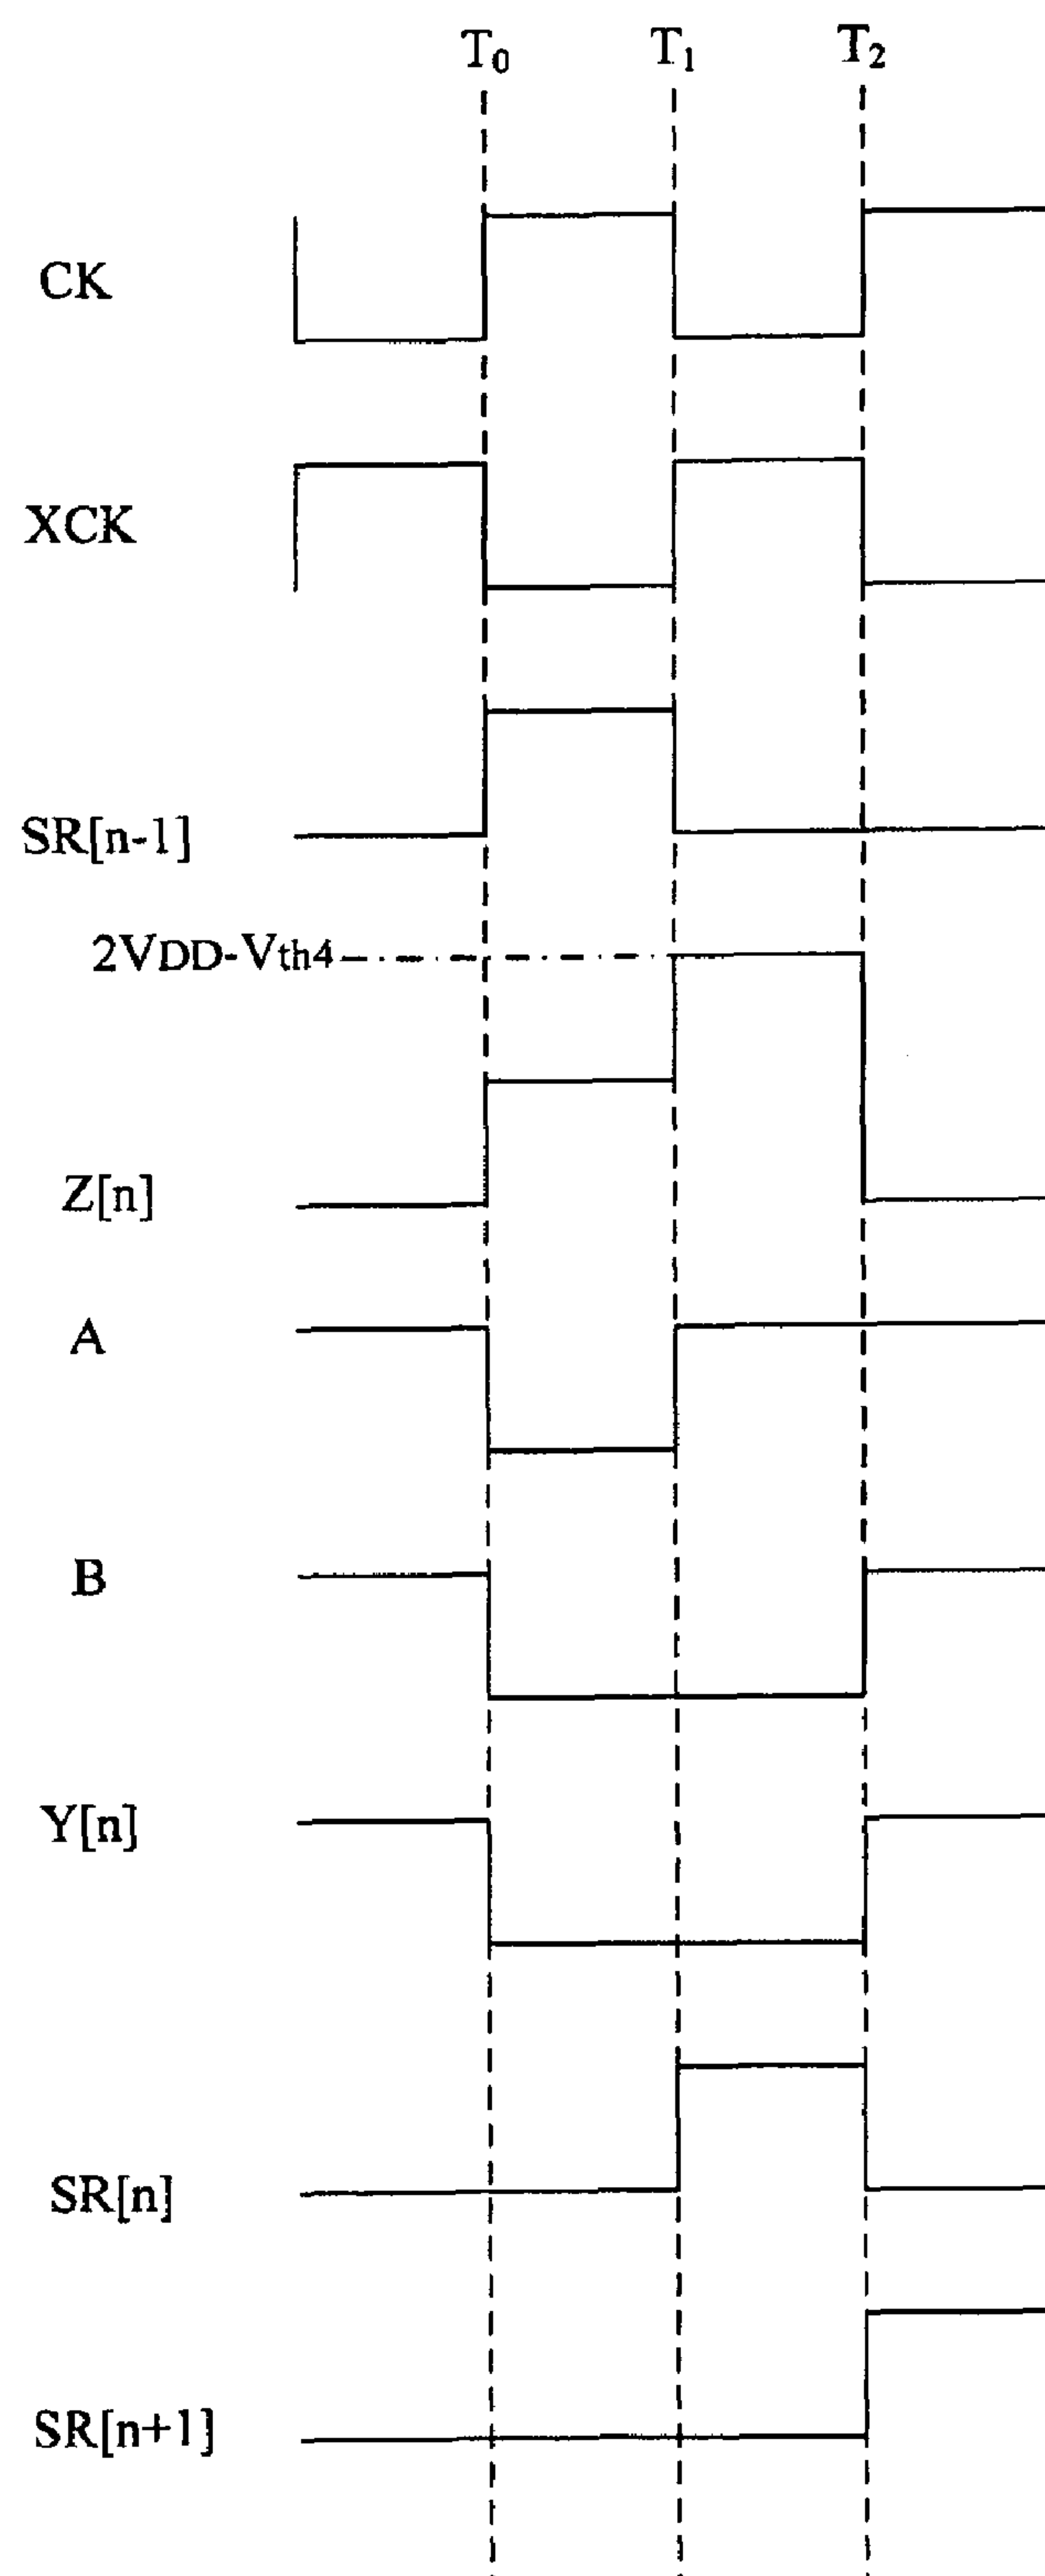 T0 T1 T2
CK
XCK
SR[n-1]
2VDD-Vth4
Z[n]
A
B
Y[n]
SR[n]
SR[n+1]